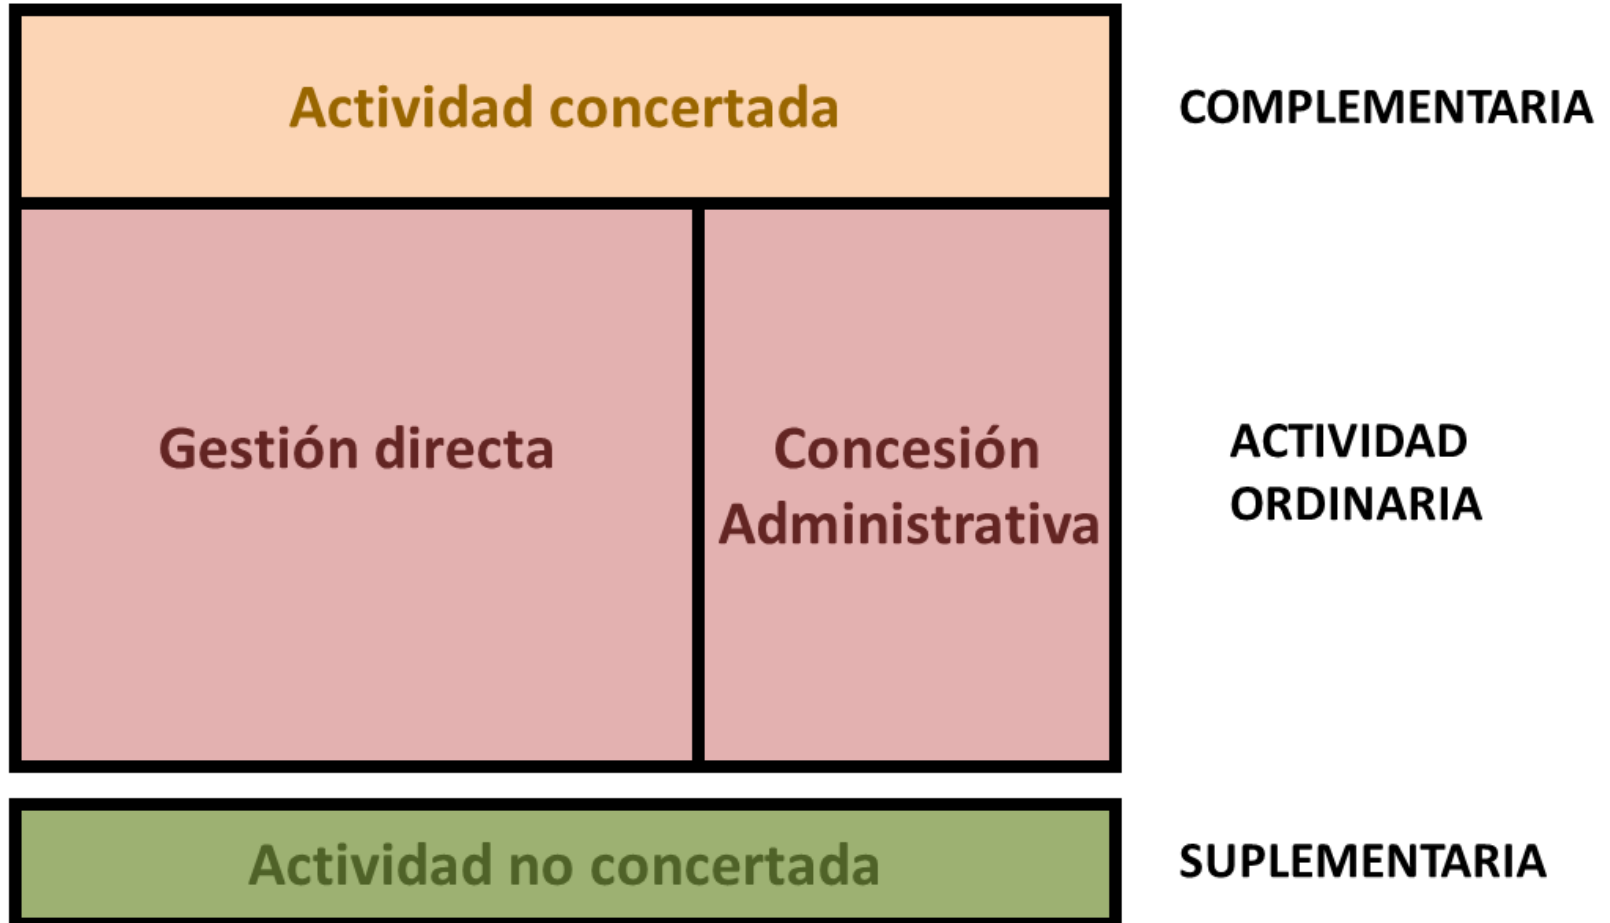 Actividad concertada
COMPLEMENTARIA
Gestión directa
Concesión
Administrativa
ACTIVIDAD
ORDINARIA
Actividad no concertada
SUPLEMENTARIA